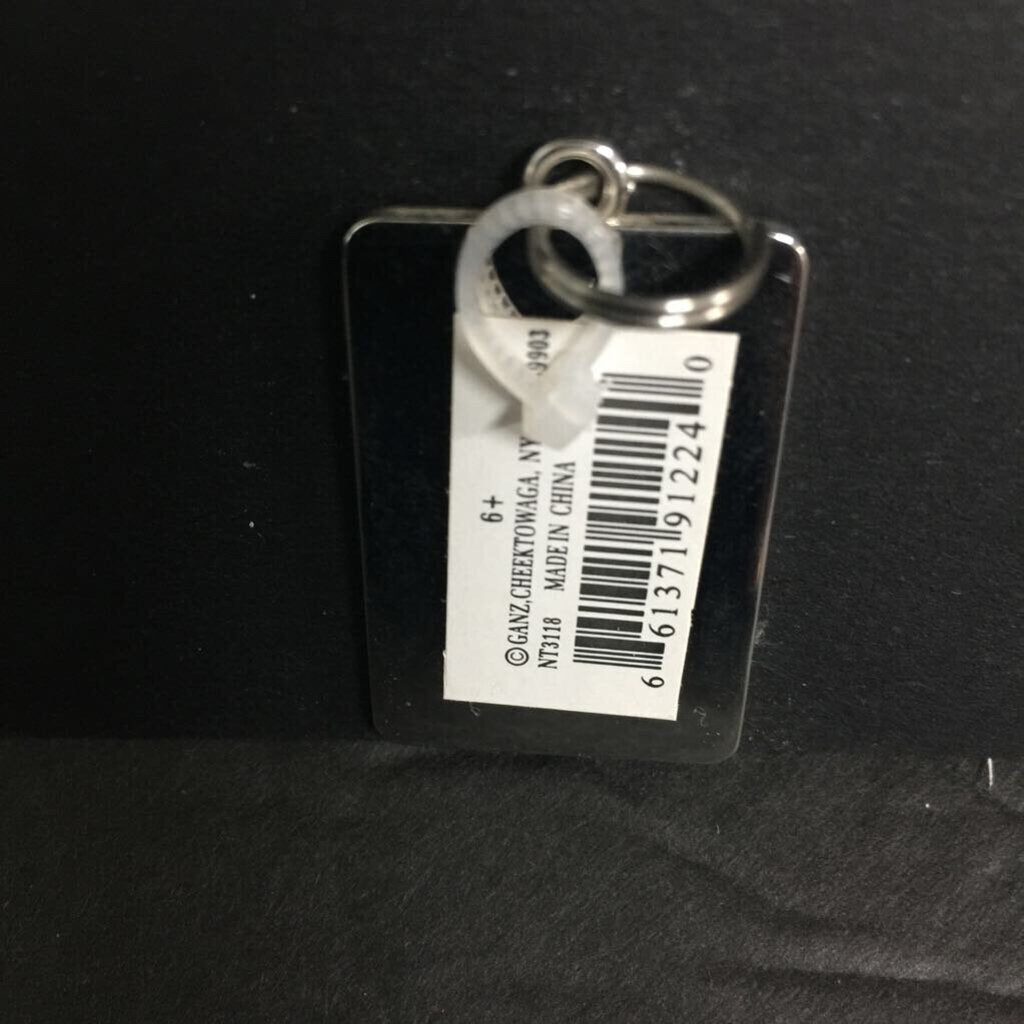 6+
©GANZ,CHEEKTOWAGA, NY
NT3118 MADE IN CHINA
6 61371 91224 0